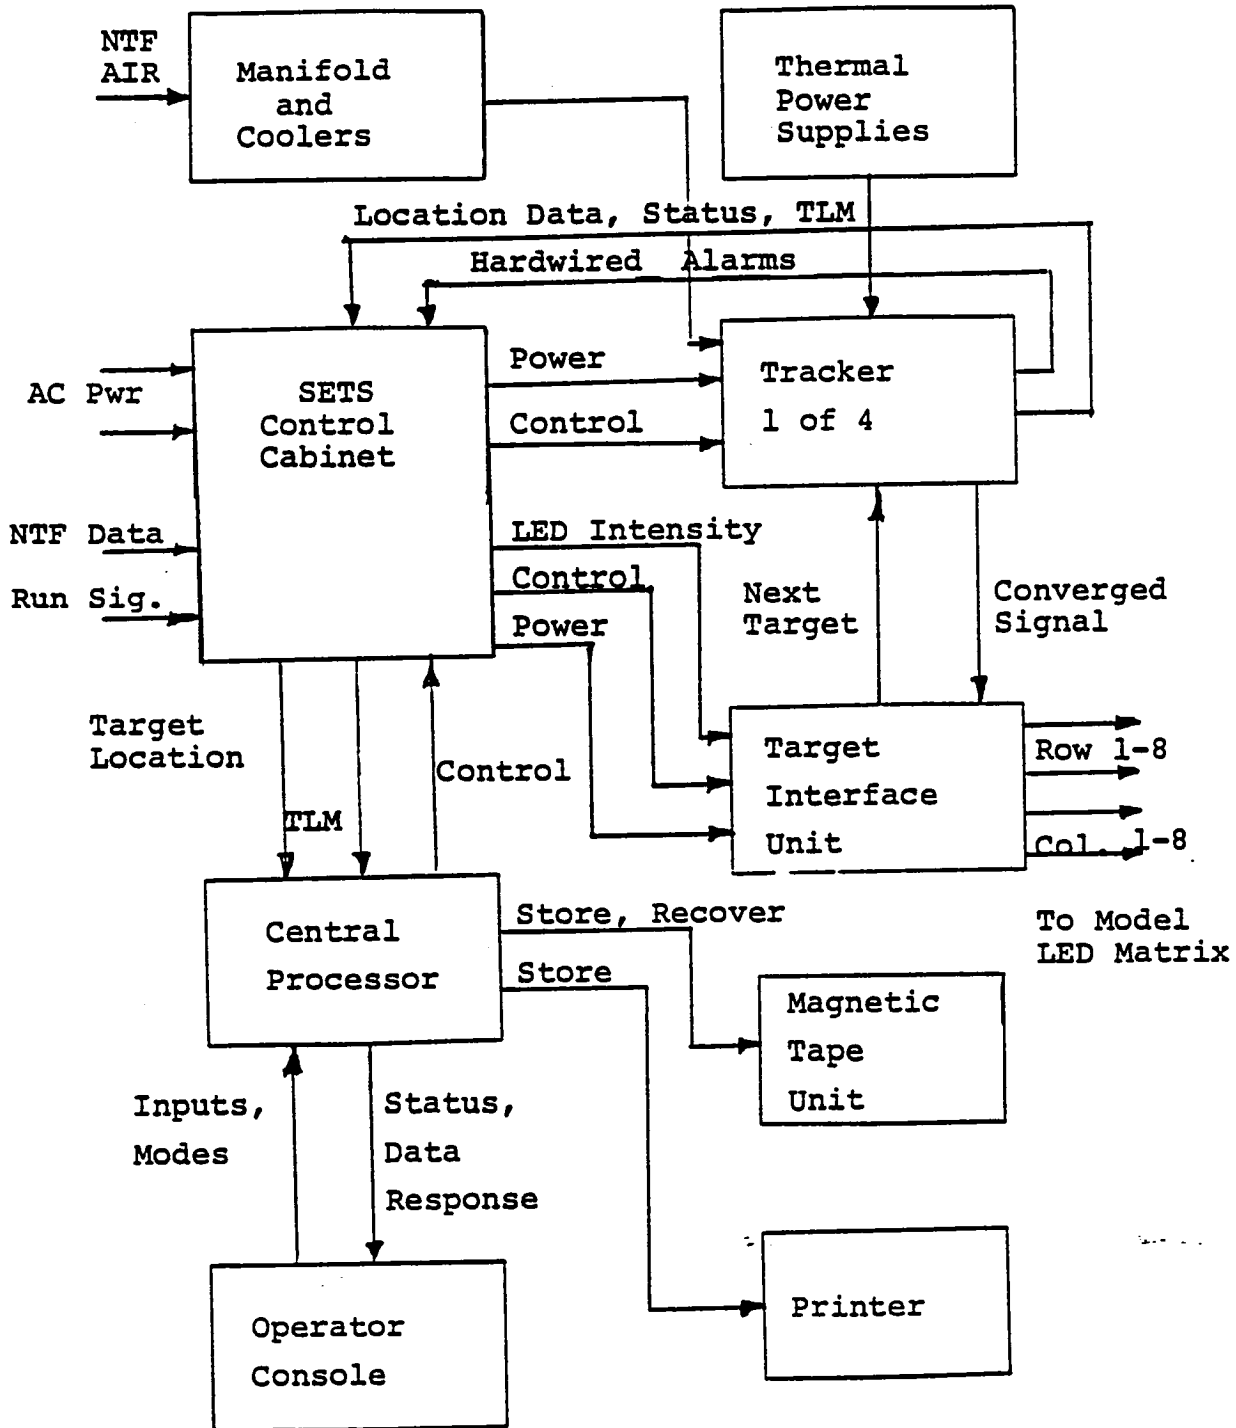 NTF
AIR
Manifold
and
Coolers
Thermal
Power
Supplies
Location Data, Status, TLM
Hardwired Alarms
AC Pwr
SETS
Control
Cabinet
Power
Control
Tracker
1 of 4
NTF Data
Run Sig.
LED Intensity
Control
Power
Next
Target
Converged
Signal
Target
Location
TLM
Control
Target
Interface
Unit
Row 1-8
Col. 1-8
To Model
LED Matrix
Central
Processor
Store, Recover
Store
Magnetic
Tape
Unit
Inputs,
Modes
Status,
Data
Response
Operator
Console
Printer